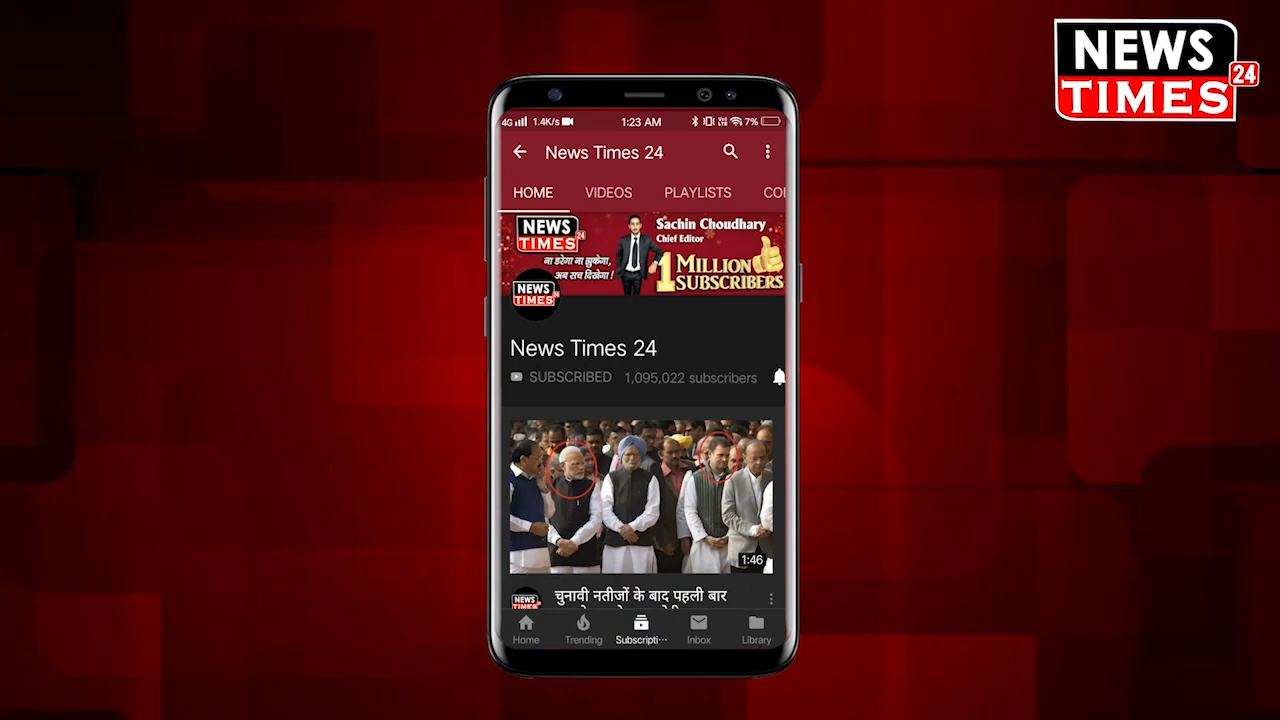 NEWS
TIMES 24
4G 1.4K/s 1:23 AM 7%
News Times 24
HOME VIDEOS PLAYLISTS
NEWS
TIMES 24
Sachin Choudhary
Chief Editor
ना डरेगा ना झुकेगा,
अब सच दिखेगा !
1 MILLION
SUBSCRIBERS
NEWS
TIMES
News Times 24
SUBSCRIBED 1,095,022 subscribers
1:46
NEWS
TIMES
चुनावी नतीजों के बाद पहली बार
Home Trending Subscripti... Inbox Library